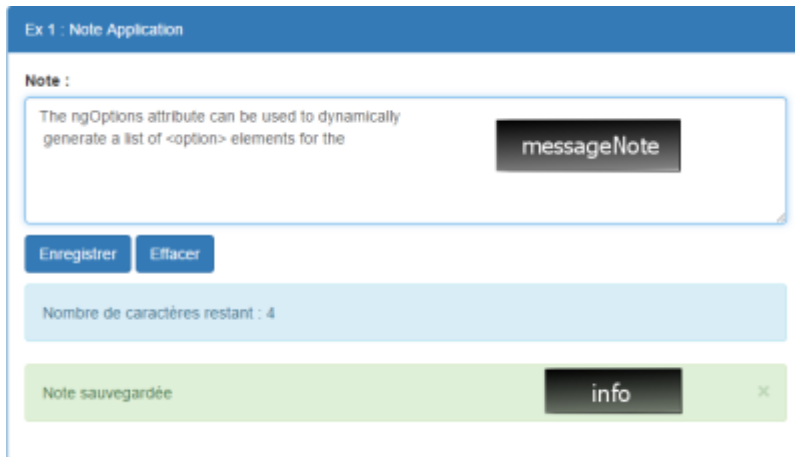 Ex 1 : Note Application
Note :
The ngOptions attribute can be used to dynamically
generate a list of <option> elements for the
messageNote
Enregistrer Effacer
Nombre de caractères restant : 4
Note sauvegardée info ×